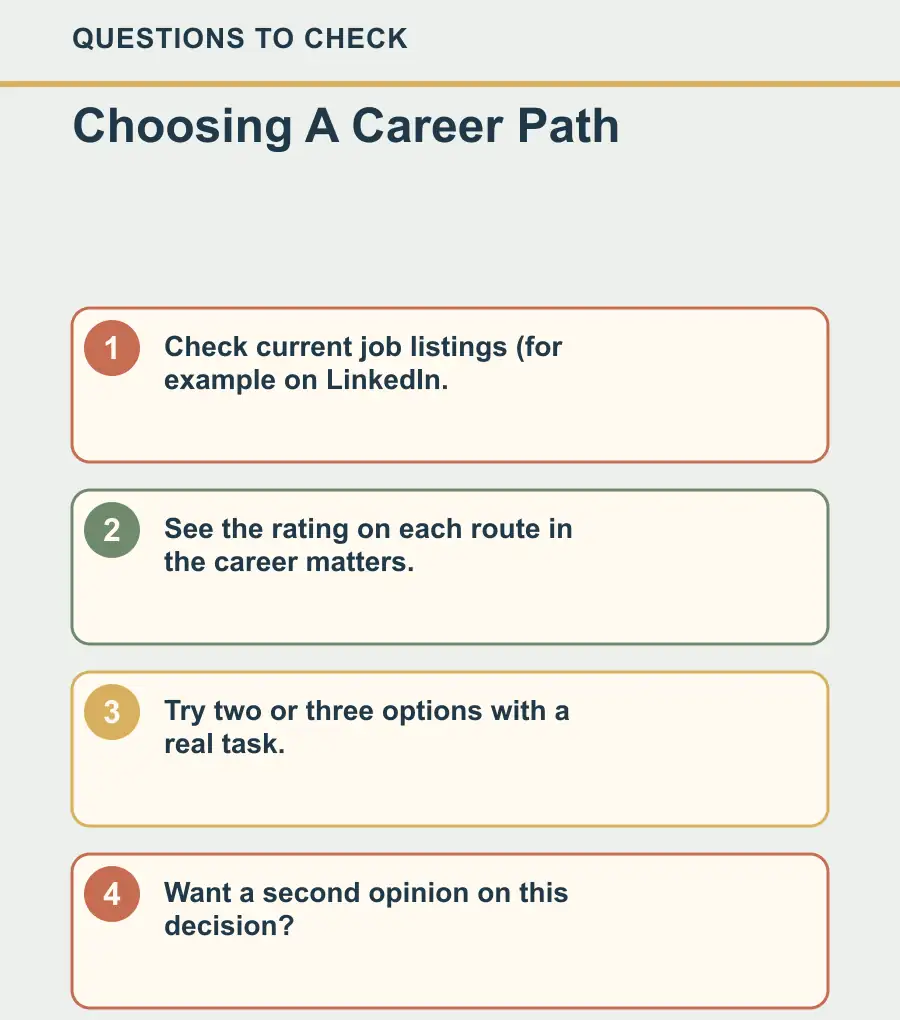 QUESTIONS TO CHECK
Choosing A Career Path
1
Check current job listings (for
example on LinkedIn.
2
See the rating on each route in
the career matters.
3
Try two or three options with a
real task.
4
Want a second opinion on this
decision?